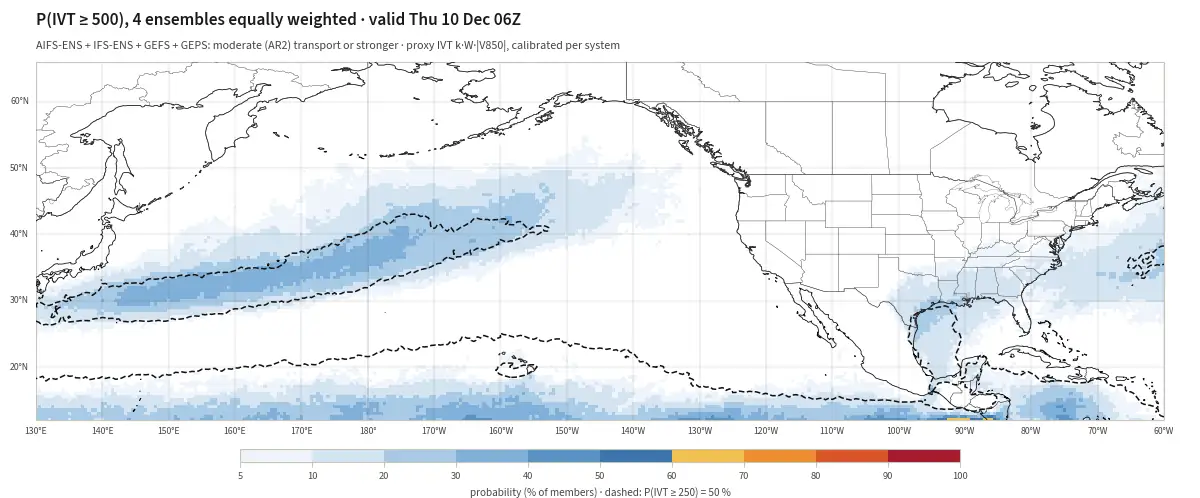 P(IVT ≥ 500), 4 ensembles equally weighted · valid Thu 10 Dec 06Z
AIFS-ENS + IFS-ENS + GEFS + GEPS: moderate (AR2) transport or stronger · proxy IVT k·W·|V850|, calibrated per system
60°N
50°N
40°N
30°N
20°N
130°E 140°E 150°E 160°E 170°E 180° 170°W 160°W 150°W 140°W 130°W 120°W 110°W 100°W 90°W 80°W 70°W 60°W
5 10 20 30 40 50 60 70 80 90 100
probability (% of members) · dashed: P(IVT ≥ 250) = 50 %